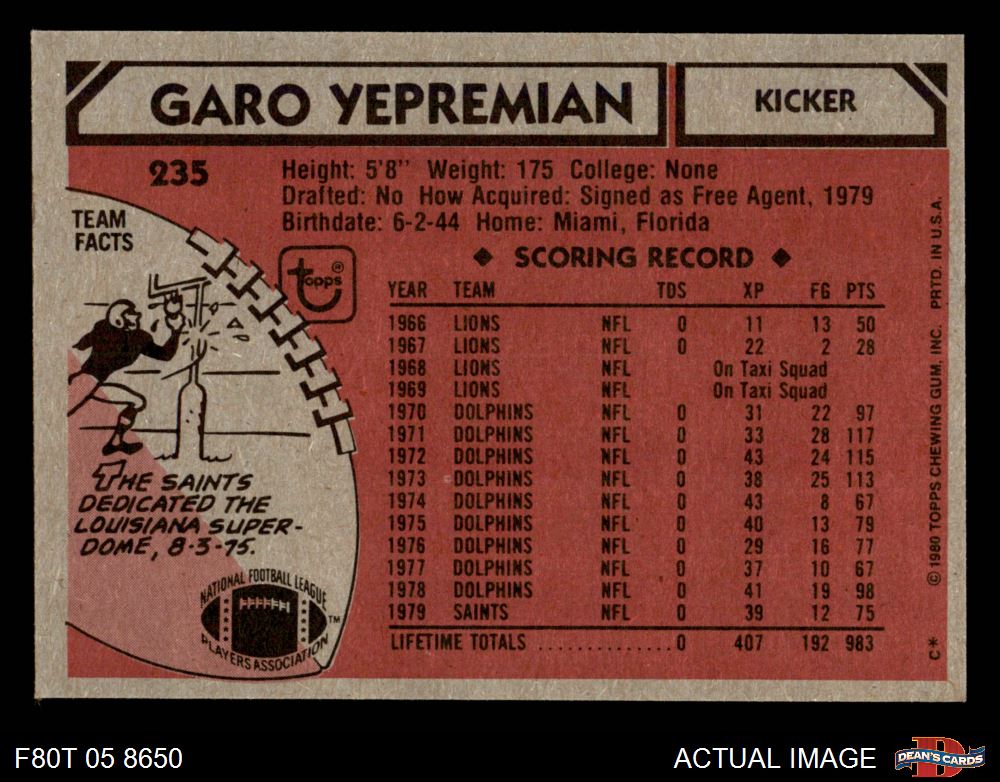 GARO YEPREMIAN
KICKER
235
Height: 5'8" Weight: 175 College: None
Drafted: No How Acquired: Signed as Free Agent, 1979
Birthdate: 6-2-44 Home: Miami, Florida
TEAM
FACTS
topps®
◆ SCORING RECORD ◆
YEAR TEAM TDS XP FG PTS
1966 LIONS NFL 0 11 13 50
1967 LIONS NFL 0 22 2 28
1968 LIONS NFL On Taxi Squad
1969 LIONS NFL On Taxi Squad
1970 DOLPHINS NFL 0 31 22 97
1971 DOLPHINS NFL 0 33 28 117
1972 DOLPHINS NFL 0 43 24 115
1973 DOLPHINS NFL 0 38 25 113
1974 DOLPHINS NFL 0 43 8 67
1975 DOLPHINS NFL 0 40 13 79
1976 DOLPHINS NFL 0 29 16 77
1977 DOLPHINS NFL 0 37 10 67
1978 DOLPHINS NFL 0 41 19 98
1979 SAINTS NFL 0 39 12 75
LIFETIME TOTALS ..............0 407 192 983
THE SAINTS
DEDICATED THE
LOUISIANA SUPER-
DOME, 8-3-75.
NATIONAL FOOTBALL LEAGUE
PLAYERS ASSOCIATION
TM
C* © 1980 TOPPS CHEWING GUM, INC. PRTD. IN U.S.A.
F80T 05 8650
ACTUAL IMAGE
D
DEAN'S CARDS